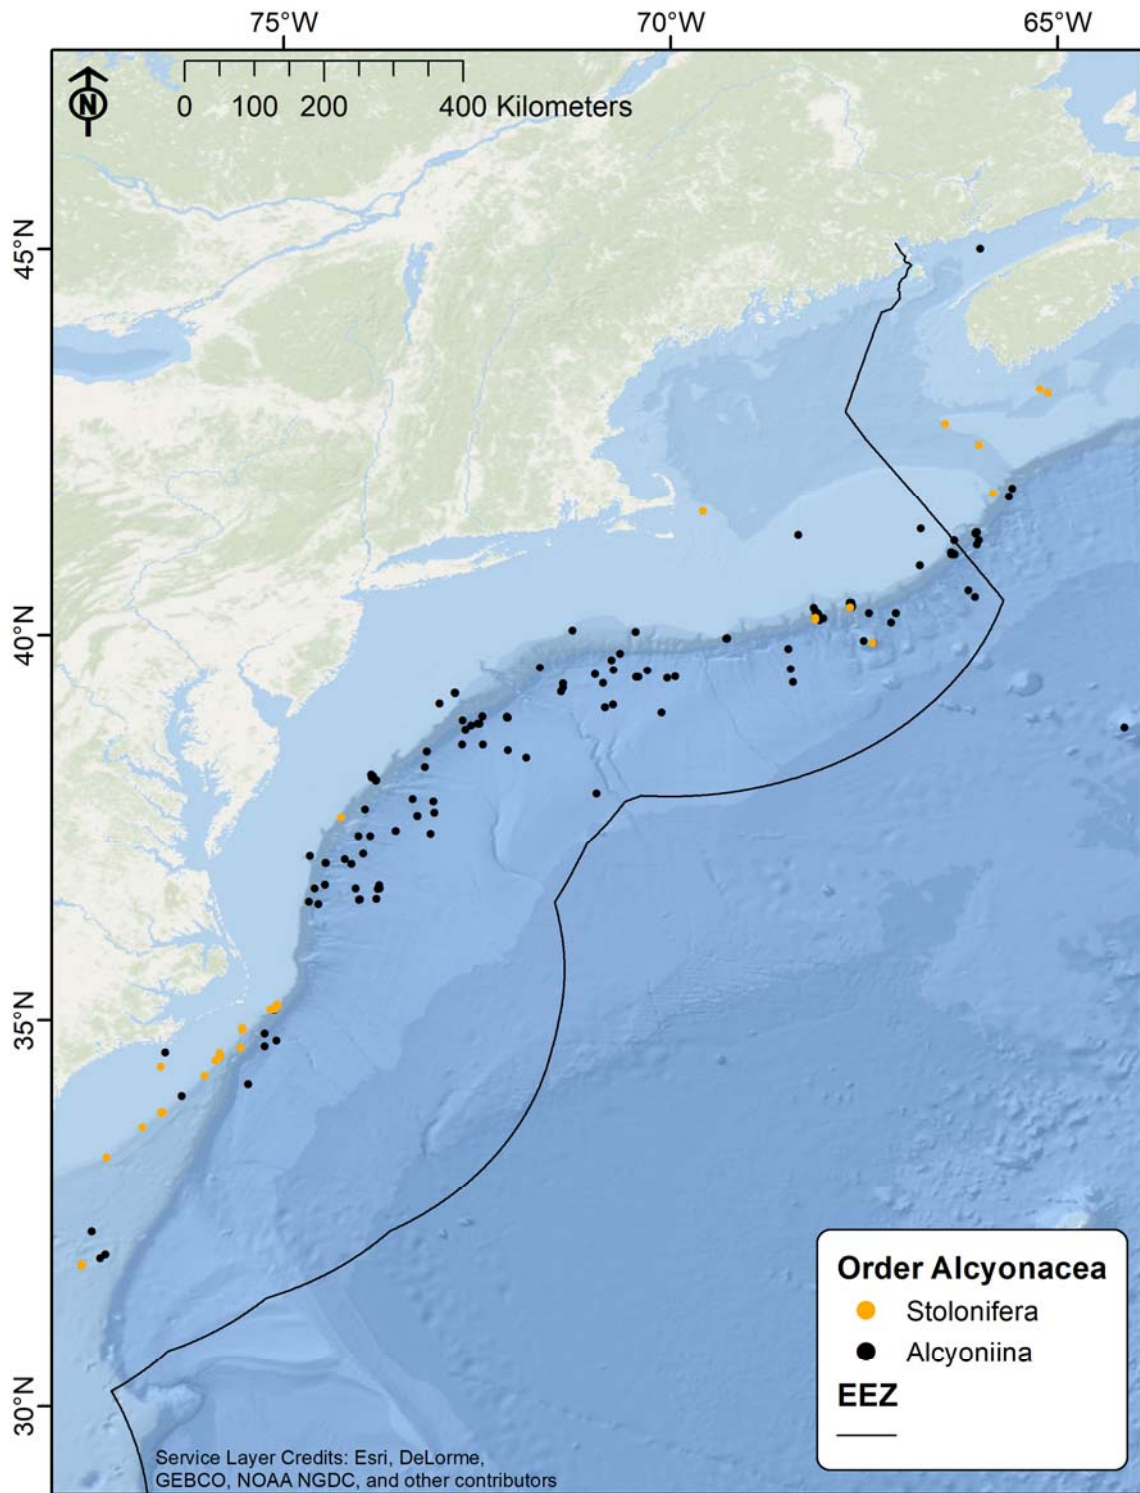 75°W
70°W
65°W
N
0
100
200
400 Kilometers
45°N
40°N
35°N
30°N
Order Alcyonacea
Stolonifera
Alcyoniina
EEZ
Service Layer Credits: Esri, DeLorme,
GEBCO, NOAA NGDC, and other contributors